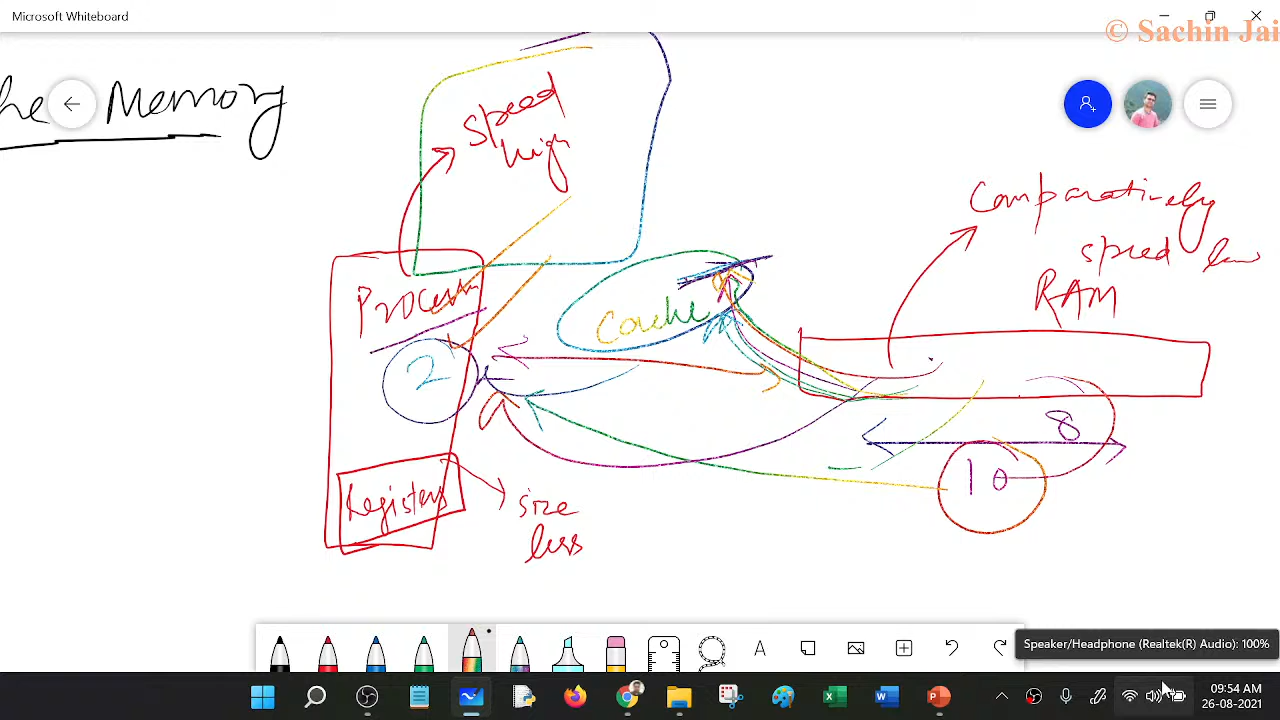 Microsoft Whiteboard
© Sachin Jai
he Memory
speed
high
Comparatively
speed low
RAM
Processor
Cache
2
8
10
Registers
size
less
A
Speaker/Headphone (Realtek(R) Audio): 100%
09:54 AM
26-08-2021